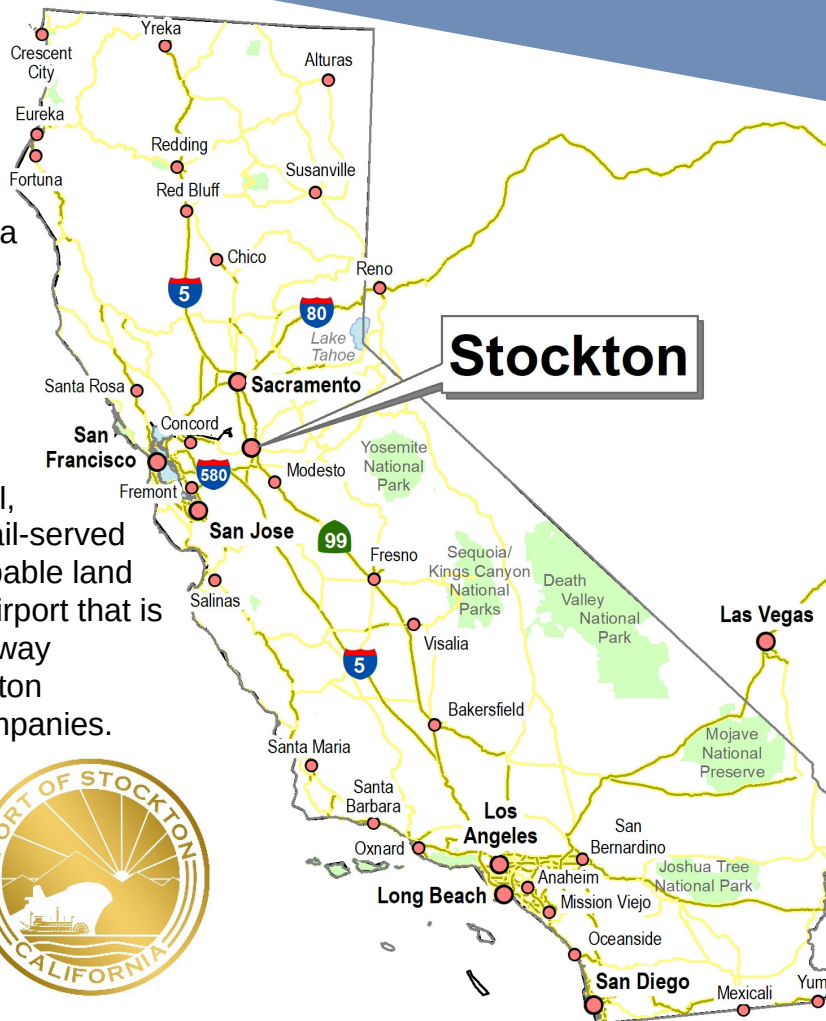 Crescent
City
Yreka
Alturas
Eureka
Redding
Fortuna
Red Bluff
Susanville
a
Chico
5
Reno
80
Lake
Tahoe
Stockton
Sacramento
Santa Rosa
Concord
San
Francisco
Yosemite
National
Park
580
Modesto
Fremont
San Jose
99
Fresno
Sequoia/
Kings Canyon
National
Parks
Death
Valley
National
Park
Salinas
Las Vegas
Visalia
5
Bakersfield
Mojave
National
Preserve
Santa Maria
Santa
Barbara
Los
Angeles
San
Bernardino
Oxnard
Anaheim
Joshua Tree
National Park
Long Beach
Mission Viejo
Oceanside
San Diego
Mexicali
l,
ail-served
able land
irport that is
way
ton
mpanies.
ORT OF STOCKTON
CALIFORNIA